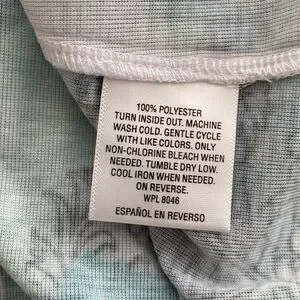 100% POLYESTER
TURN INSIDE OUT. MACHINE
WASH COLD. GENTLE CYCLE
WITH LIKE COLORS. ONLY
NON-CHLORINE BLEACH WHEN
NEEDED. TUMBLE DRY LOW.
COOL IRON WHEN NEEDED.
ON REVERSE.
WPL 8046
ESPAÑOL EN REVERSO